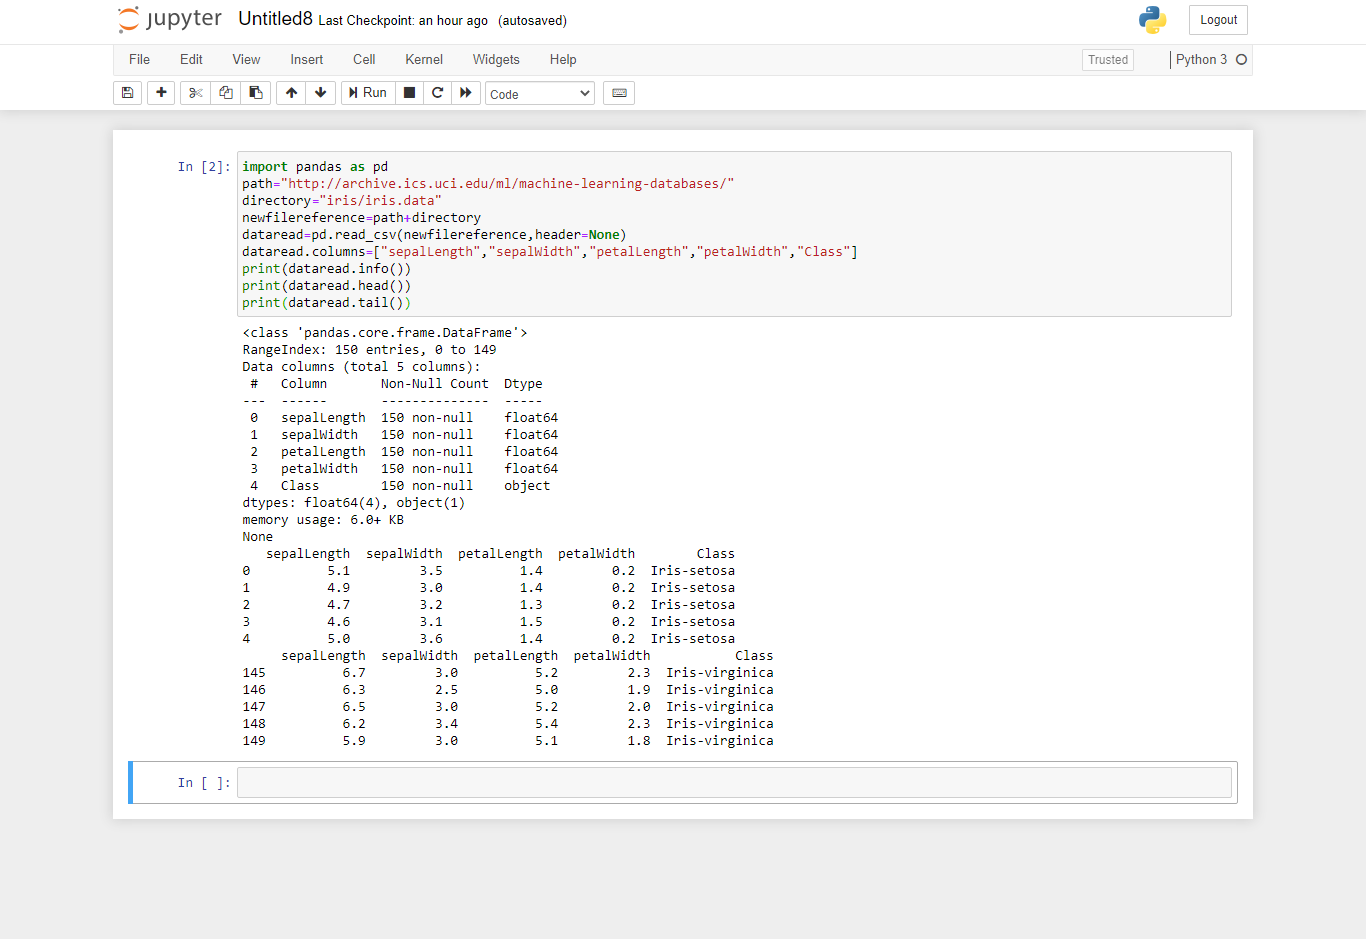 jupyter Untitled8 Last Checkpoint: an hour ago (autosaved) Logout
File Edit View Insert Cell Kernel Widgets Help Trusted Python 3
Run Code
In [2]: import pandas as pd
path="http://archive.ics.uci.edu/ml/machine-learning-databases/"
directory="iris/iris.data"
newfilereference=path+directory
dataread=pd.read_csv(newfilereference,header=None)
dataread.columns=["sepalLength","sepalWidth","petalLength","petalWidth","Class"]
print(dataread.info())
print(dataread.head())
print(dataread.tail())
<class 'pandas.core.frame.DataFrame'>
RangeIndex: 150 entries, 0 to 149
Data columns (total 5 columns):
 #   Column       Non-Null Count  Dtype
---  ------       --------------  -----
 0   sepalLength  150 non-null    float64
 1   sepalWidth   150 non-null    float64
 2   petalLength  150 non-null    float64
 3   petalWidth   150 non-null    float64
 4   Class        150 non-null    object
dtypes: float64(4), object(1)
memory usage: 6.0+ KB
None
   sepalLength  sepalWidth  petalLength  petalWidth        Class
0          5.1         3.5          1.4         0.2  Iris-setosa
1          4.9         3.0          1.4         0.2  Iris-setosa
2          4.7         3.2          1.3         0.2  Iris-setosa
3          4.6         3.1          1.5         0.2  Iris-setosa
4          5.0         3.6          1.4         0.2  Iris-setosa
     sepalLength  sepalWidth  petalLength  petalWidth           Class
145          6.7         3.0          5.2         2.3  Iris-virginica
146          6.3         2.5          5.0         1.9  Iris-virginica
147          6.5         3.0          5.2         2.0  Iris-virginica
148          6.2         3.4          5.4         2.3  Iris-virginica
149          5.9         3.0          5.1         1.8  Iris-virginica
In [ ]: